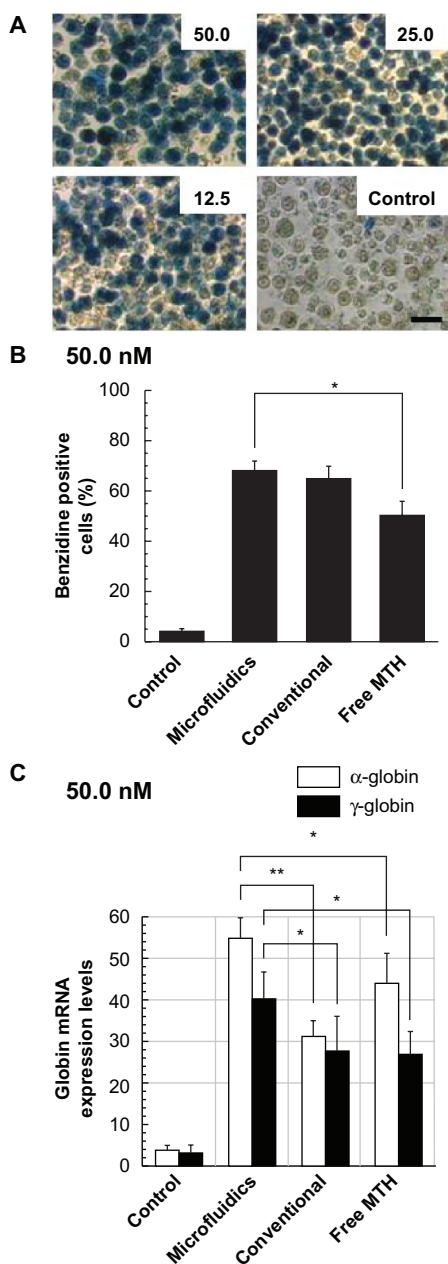 A
50.0
25.0
12.5
Control
B
50.0 nM
100
80
60
40
20
0
Benzidine positive
cells (%)
*
Control
Microfluidics
Conventional
Free MTH
C
50.0 nM
α-globin
γ-globin
*
**
*
*
60
50
40
30
20
10
0
Globin mRNA
expression levels
Control
Microfluidics
Conventional
Free MTH